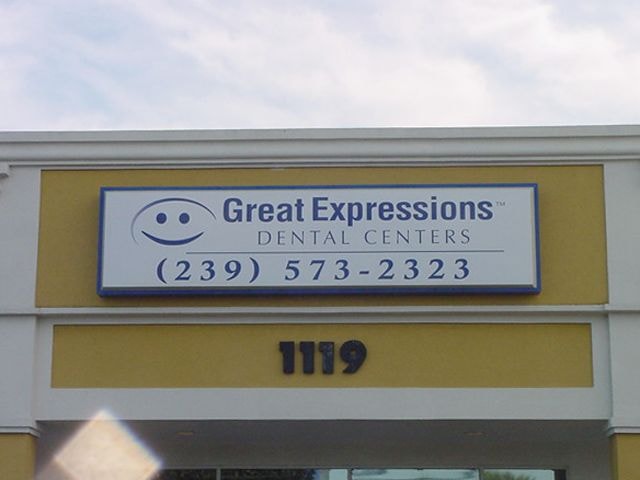 Great Expressions™
DENTAL CENTERS
(239) 573-2323
1119